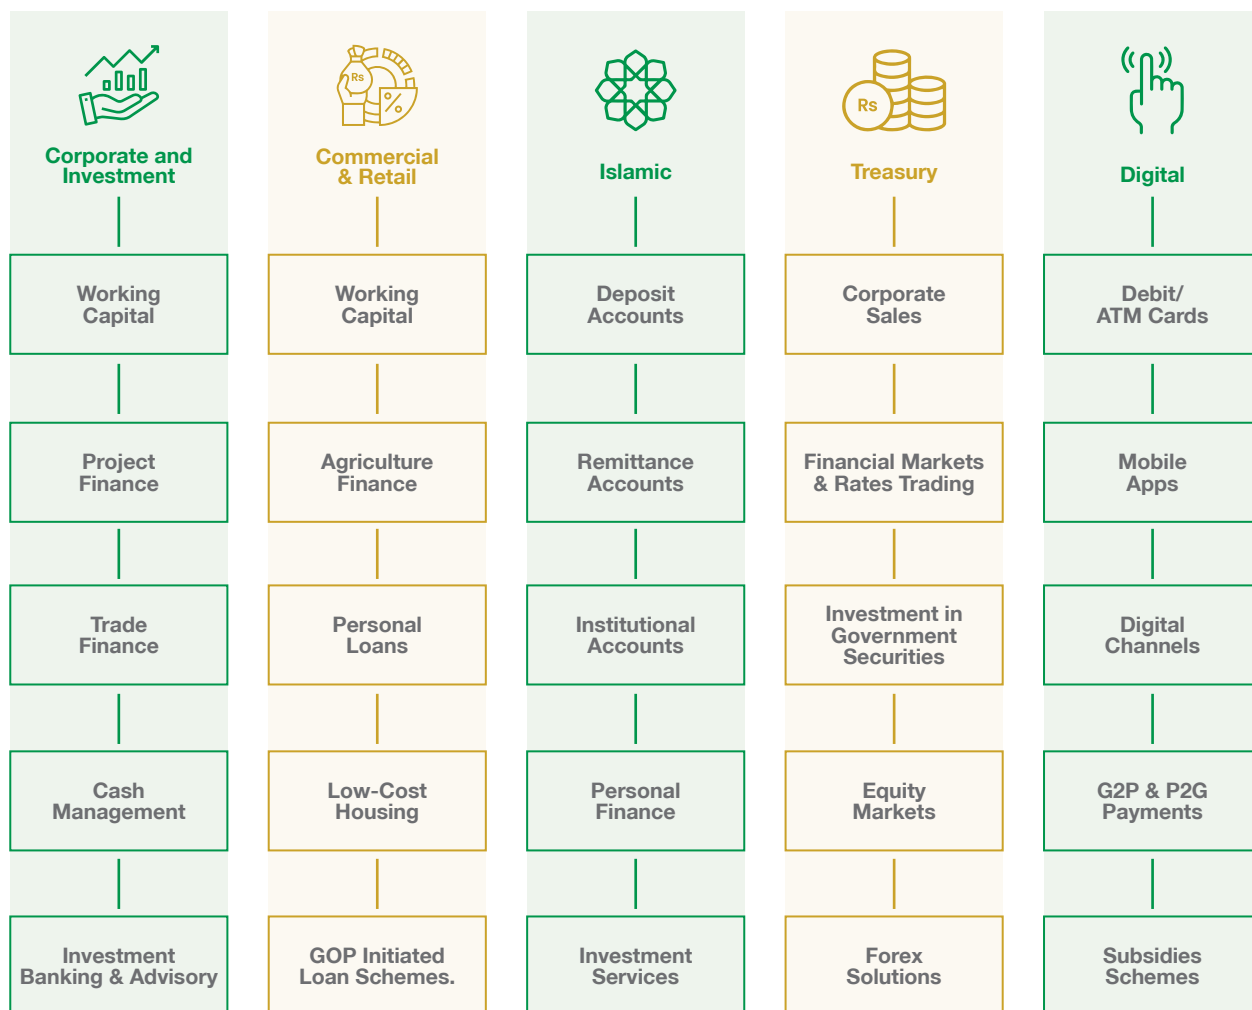 Corporate and
Investment
Working
Capital
Project
Finance
Trade
Finance
Cash
Management
Investment
Banking & Advisory
Rs
Commercial
& Retail
Working
Capital
Agriculture
Finance
Personal
Loans
Low-Cost
Housing
GOP Initiated
Loan Schemes.
Islamic
Deposit
Accounts
Remittance
Accounts
Institutional
Accounts
Personal
Finance
Investment
Services
Rs
Treasury
Corporate
Sales
Financial Markets
& Rates Trading
Investment in
Government
Securities
Equity
Markets
Forex
Solutions
Digital
Debit/
ATM Cards
Mobile
Apps
Digital
Channels
G2P & P2G
Payments
Subsidies
Schemes